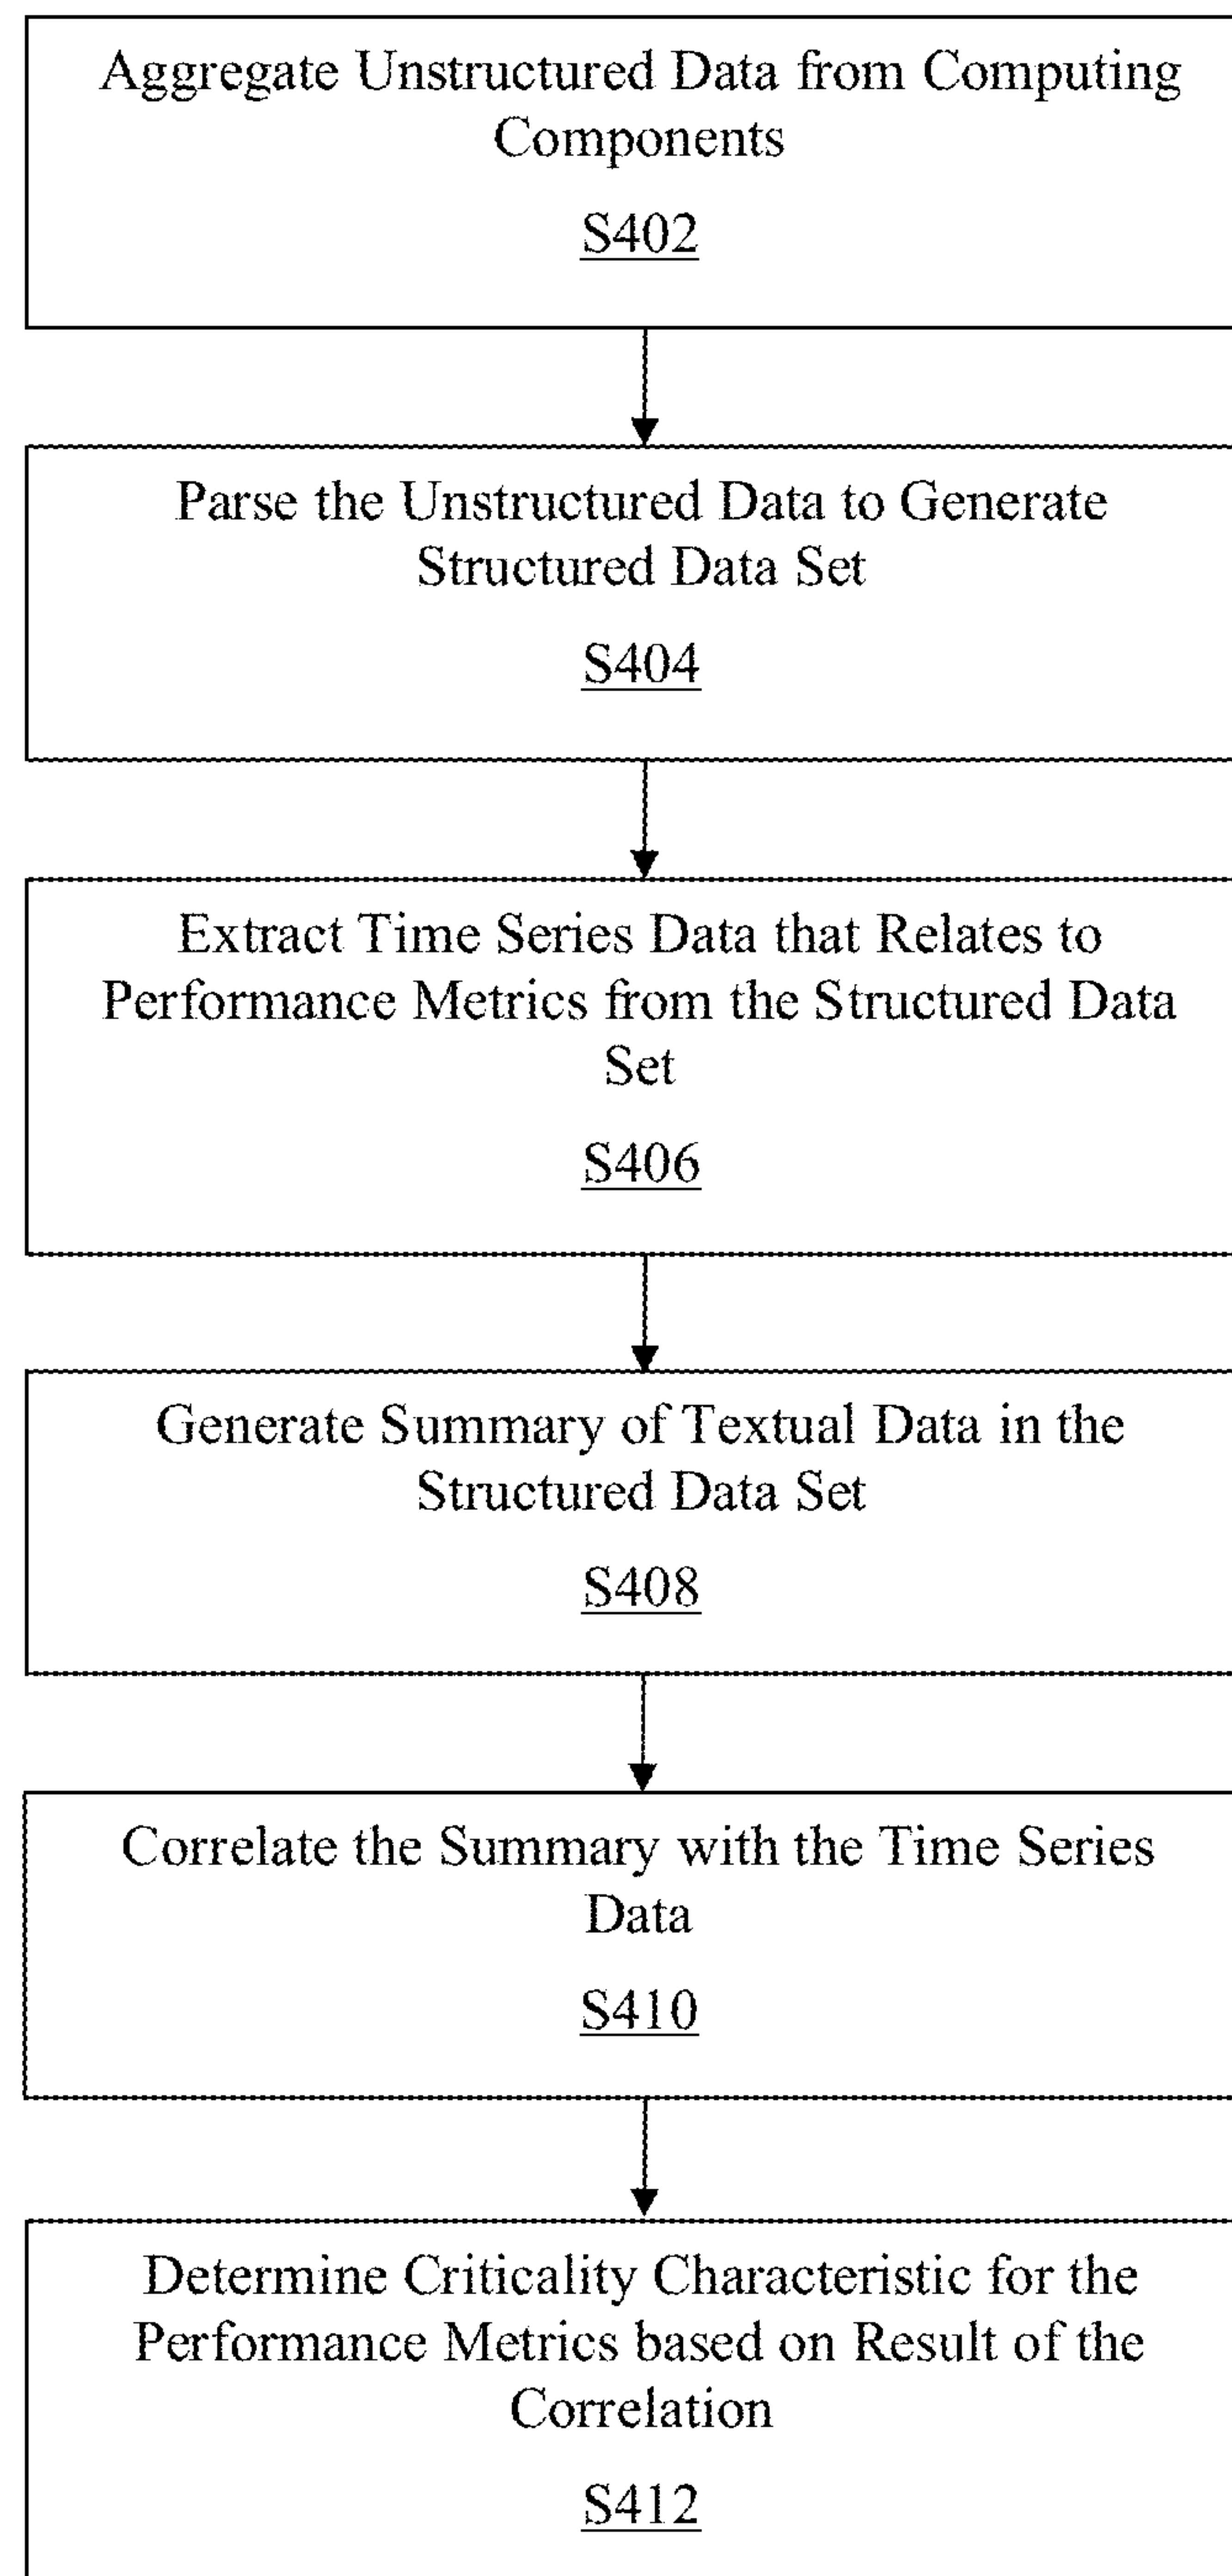 Aggregate Unstructured Data from Computing
Components
S402
Parse the Unstructured Data to Generate
Structured Data Set
S404
Extract Time Series Data that Relates to
Performance Metrics from the Structured Data
Set
S406
Generate Summary of Textual Data in the
Structured Data Set
S408
Correlate the Summary with the Time Series
Data
S410
Determine Criticality Characteristic for the
Performance Metrics based on Result of the
Correlation
S412